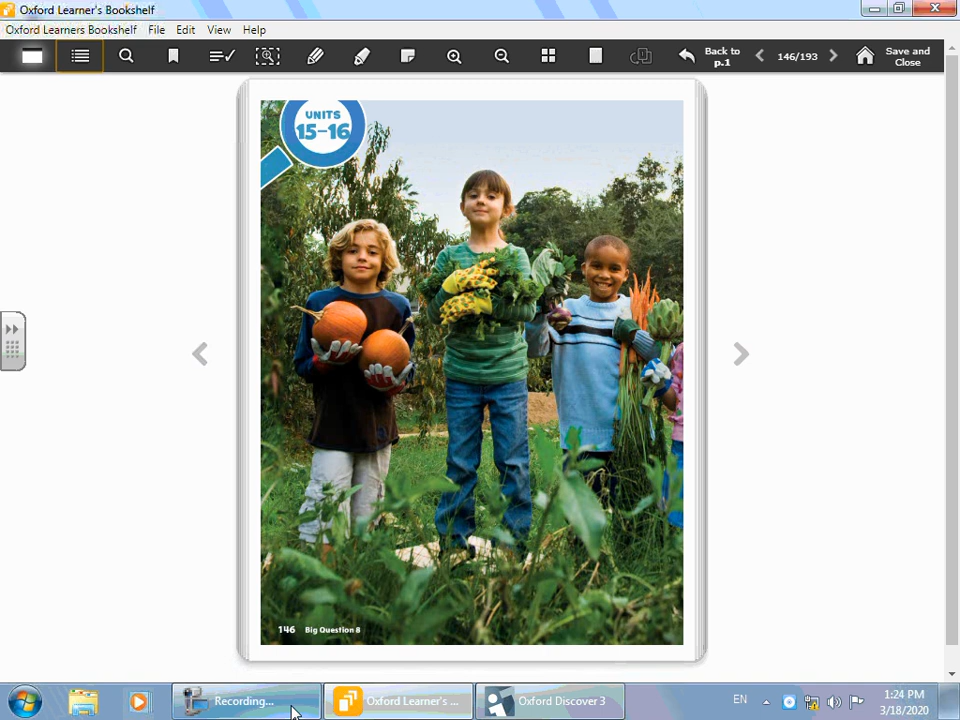 Oxford Learner's Bookshelf
Oxford Learners Bookshelf File Edit View Help
Back to
p.1
146/193
Save and
Close
UNITS
15–16
146 Big Question 8
Recording...
Oxford Learner's ...
Oxford Discover 3
EN
1:24 PM
3/18/2020